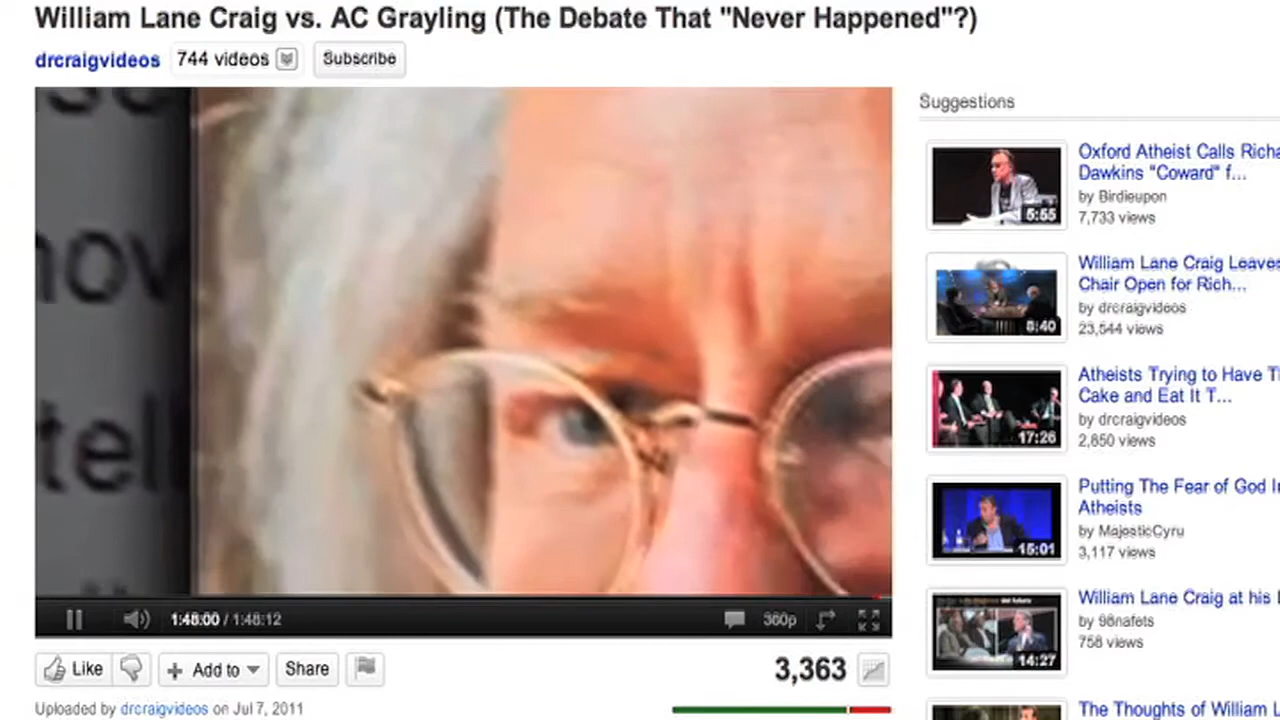 William Lane Craig vs. AC Grayling (The Debate That "Never Happened"?)
drcraigvideos 744 videos Subscribe
Suggestions
Oxford Atheist Calls Richa
Dawkins "Coward" f...
by Birdieupon
7,733 views
5:55
William Lane Craig Leaves
Chair Open for Rich...
by drcraigvideos
23,544 views
8:40
Atheists Trying to Have T
Cake and Eat It T...
by drcraigvideos
2,850 views
17:26
Putting The Fear of God In
Atheists
by MajesticCyru
3,117 views
15:01
William Lane Craig at his
by 98nafets
758 views
14:27
The Thoughts of William L
now
tell
1:48:00 / 1:48:12 360p
Like Add to Share 3,363
Uploaded by drcraigvideos on Jul 7, 2011